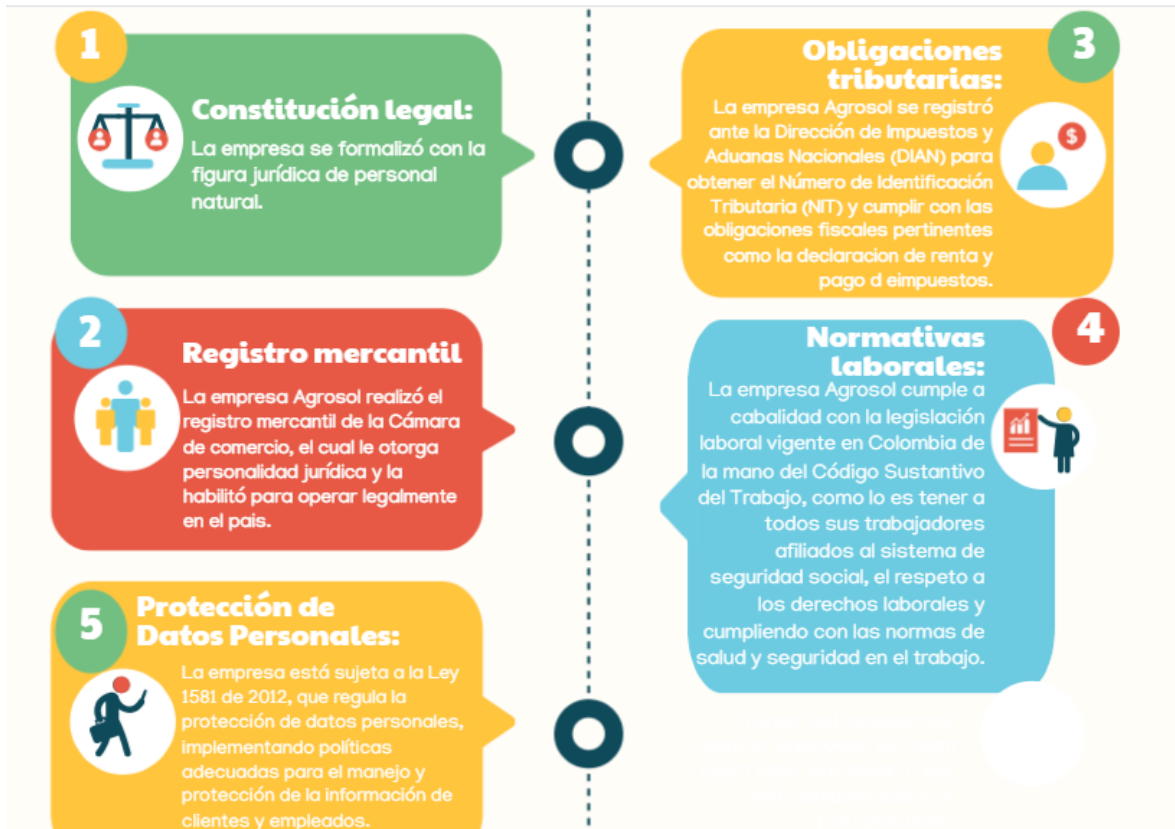 1
Constitución legal:
La empresa se formalizó con la
figura jurídica de personal
natural.
2
Registro mercantil
La empresa Agrosol realizó el
registro mercantil de la Cámara
de comercio, el cual le otorga
personalidad jurídica y la
habilitó para operar legalmente
en el pais.
3
Obligaciones
tributarias:
La empresa Agrosol se registró
ante la Dirección de Impuestos y
Aduanas Nacionales (DIAN) para
obtener el Número de Identificación
Tributaria (NIT) y cumplir con las
obligaciones fiscales pertinentes
como la declaracion de renta y
pago d eimpuestos.
4
Normativas
laborales:
La empresa Agrosol cumple a
cabalidad con la legislación
laboral vigente en Colombia de
la mano del Código Sustantivo
del Trabajo, como lo es tener a
todos sus trabajadores
afiliados al sistema de
seguridad social, el respeto a
los derechos laborales y
cumpliendo con las normas de
salud y seguridad en el trabajo.
5
Protección de
Datos Personales:
La empresa está sujeta a la Ley
1581 de 2012, que regula la
protección de datos personales,
implementando políticas
adecuadas para el manejo y
protección de la información de
clientes y empleados.